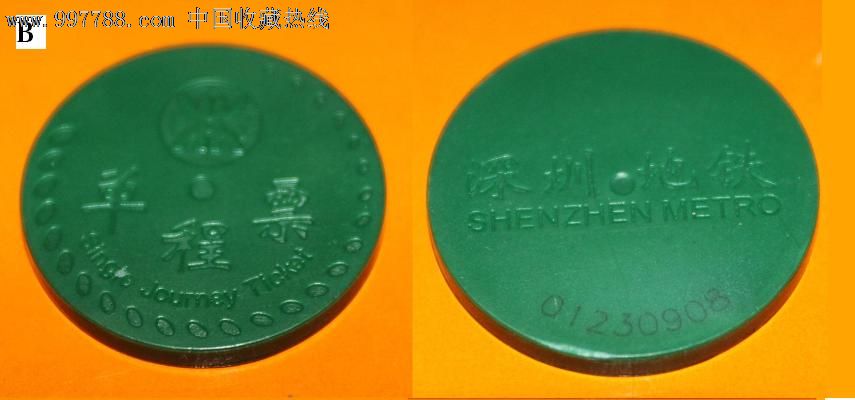 www.997788.com 中国收藏热线
B
单程票
Single Journey Ticket
深圳·地铁
SHENZHEN METRO
01230908